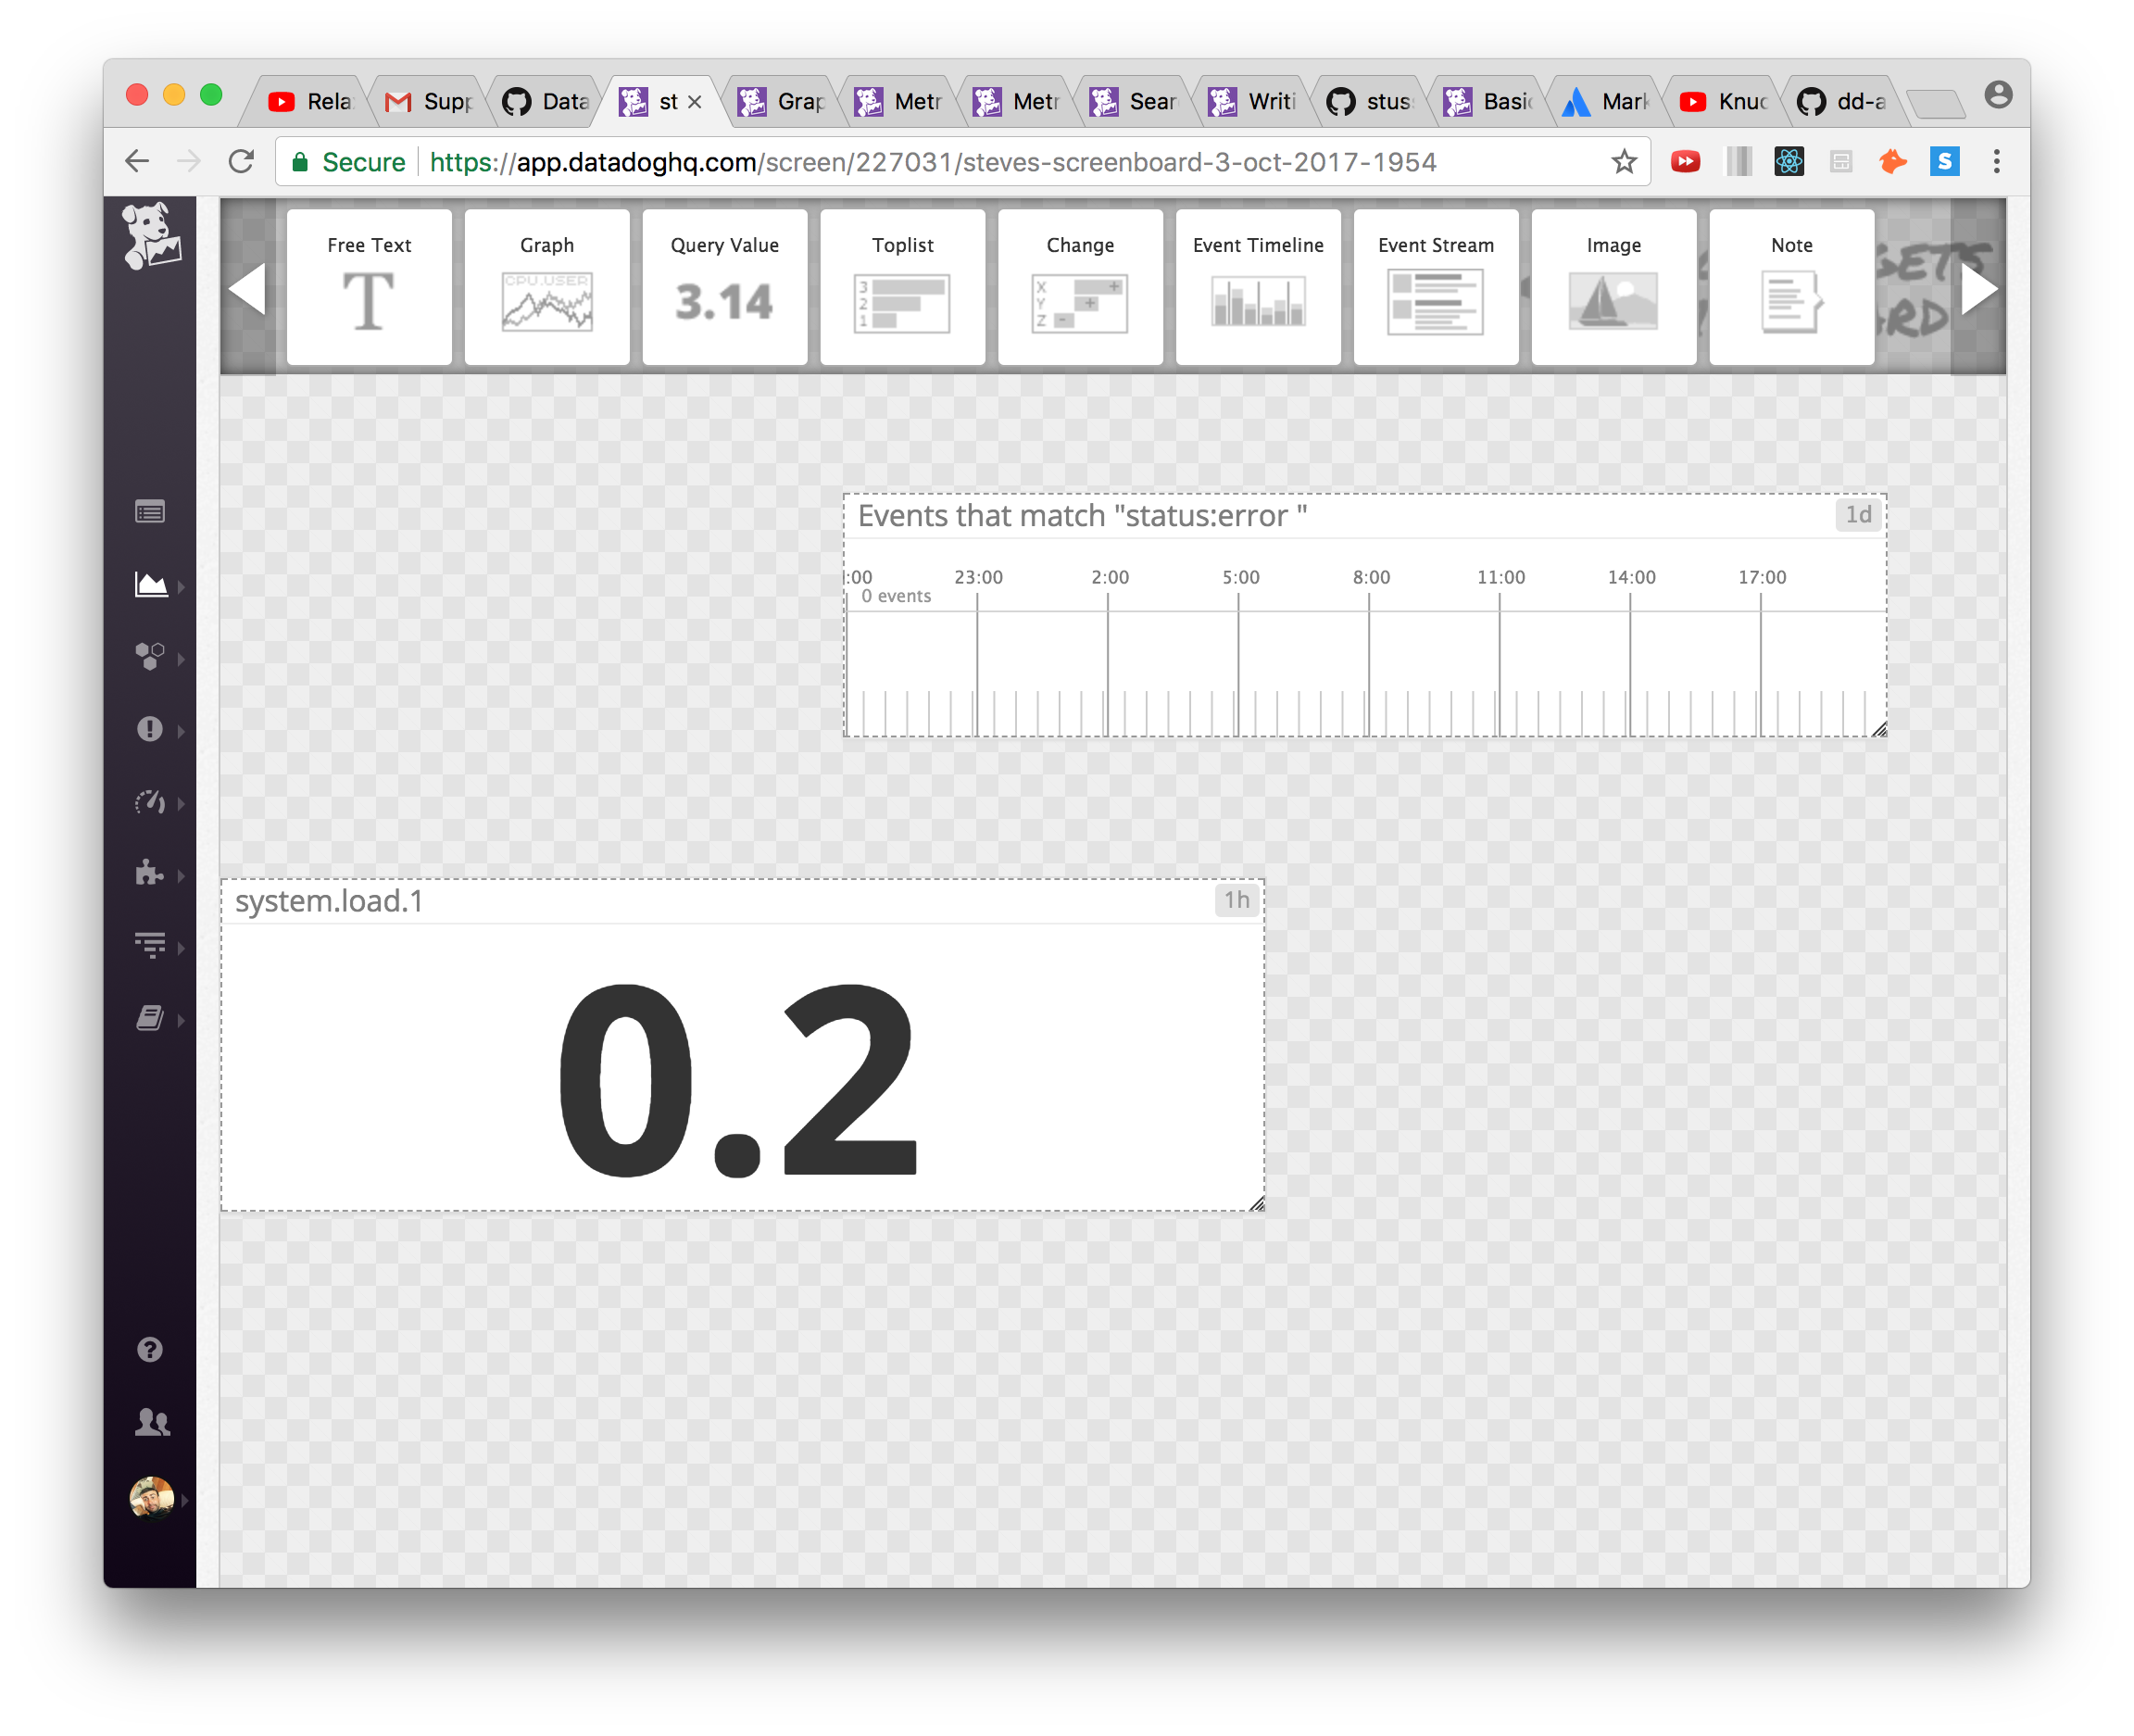 Rela
Supp
Data
st
Grap
Metr
Metr
Sear
Writi
stus
Basic
Mark
Knuc
dd-a
Secure https://app.datadoghq.com/screen/227031/steves-screenboard-3-oct-2017-1954
S
Free Text
Graph
Query Value
Toplist
Change
Event Timeline
Event Stream
Image
Note
T
CPU.USER
3.14
3
2
1
X
Y
Z
GETS
ARD
Events that match "status:error "
1d
:00 23:00 2:00 5:00 8:00 11:00 14:00 17:00
0 events
system.load.1
1h
0.2